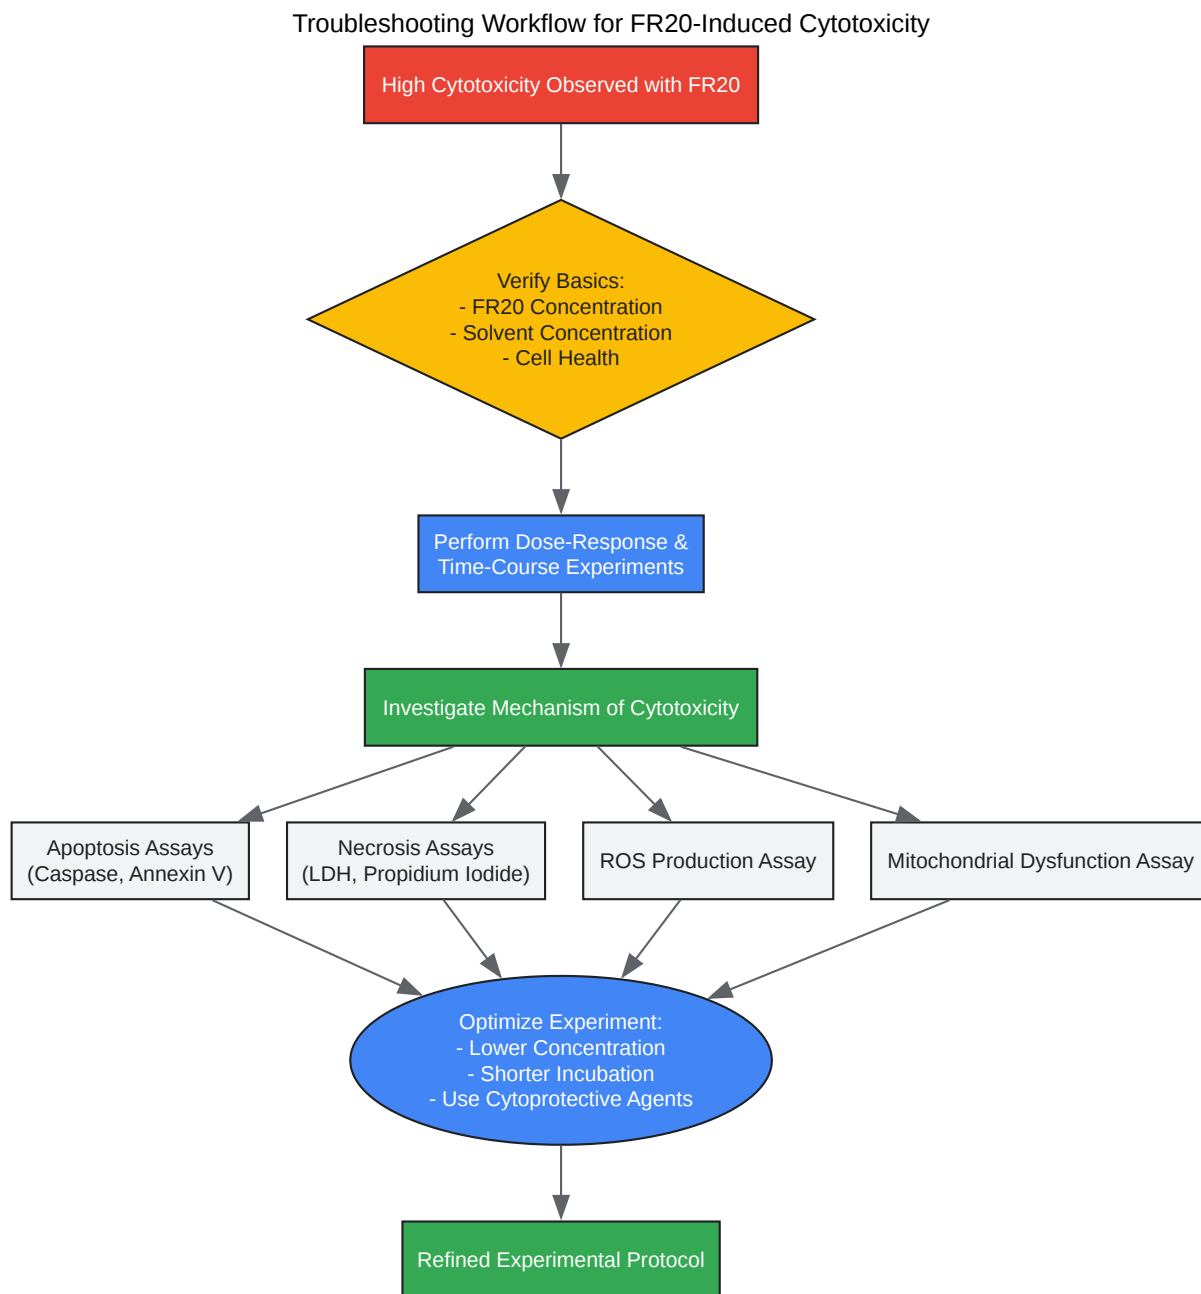 Troubleshooting Workflow for FR20-Induced Cytotoxicity
High Cytotoxicity Observed with FR20
Verify Basics:
- FR20 Concentration
- Solvent Concentration
- Cell Health
Perform Dose-Response &
Time-Course Experiments
Investigate Mechanism of Cytotoxicity
Apoptosis Assays
(Caspase, Annexin V)
Necrosis Assays
(LDH, Propidium Iodide)
ROS Production Assay
Mitochondrial Dysfunction Assay
Optimize Experiment:
- Lower Concentration
- Shorter Incubation
- Use Cytoprotective Agents
Refined Experimental Protocol